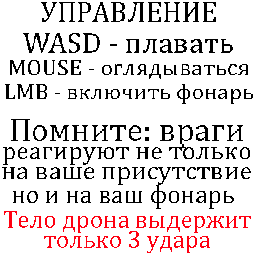 УПРАВЛЕНИЕ
WASD - плавать
MOUSE - оглядываться
LMB - включить фонарь
Помните: враги
реагируют не только
на ваше присутствие
но и на ваш фонарь
Тело дрона выдержит
только 3 удара